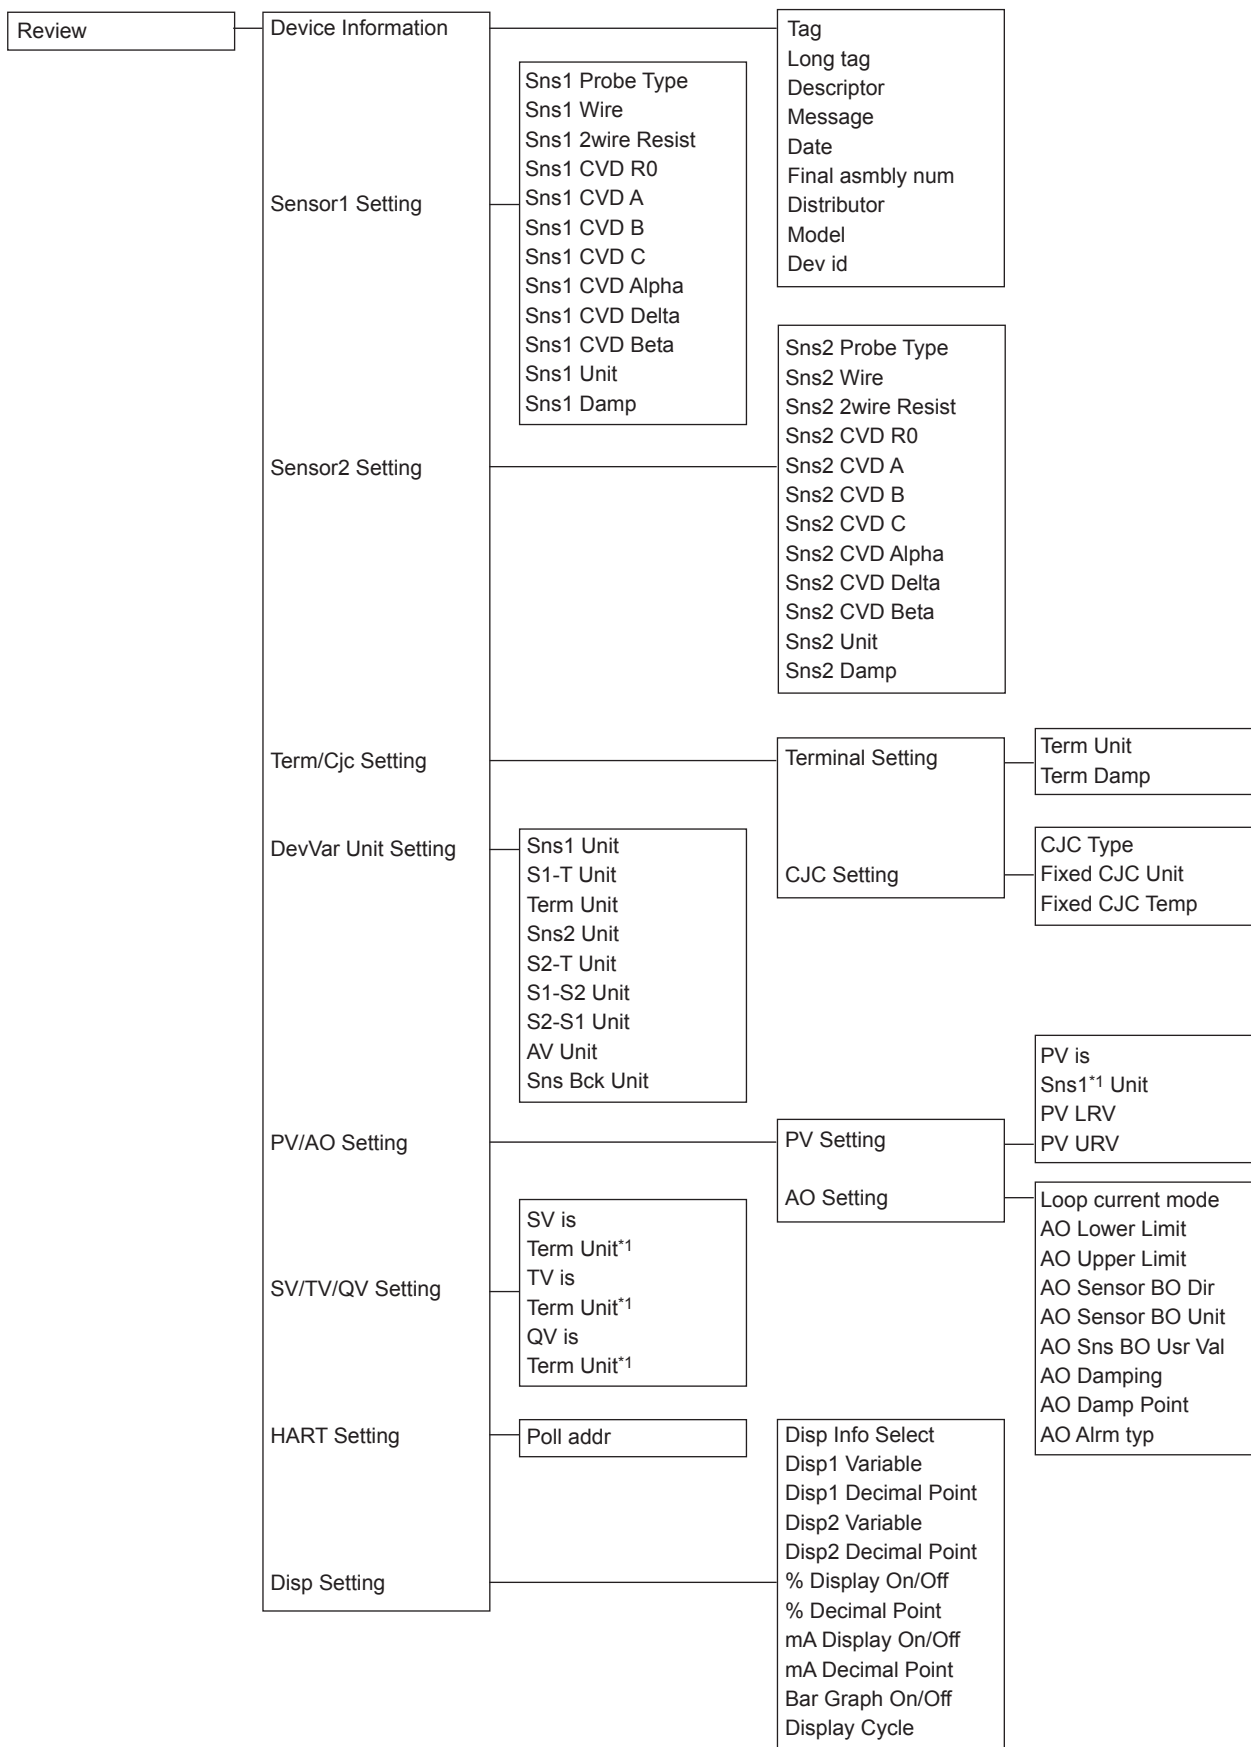 Review
Device Information
Tag
Long tag
Descriptor
Message
Date
Final asmbly num
Distributor
Model
Dev id
Sensor1 Setting
Sns1 Probe Type
Sns1 Wire
Sns1 2wire Resist
Sns1 CVD R0
Sns1 CVD A
Sns1 CVD B
Sns1 CVD C
Sns1 CVD Alpha
Sns1 CVD Delta
Sns1 CVD Beta
Sns1 Unit
Sns1 Damp
Sensor2 Setting
Sns2 Probe Type
Sns2 Wire
Sns2 2wire Resist
Sns2 CVD R0
Sns2 CVD A
Sns2 CVD B
Sns2 CVD C
Sns2 CVD Alpha
Sns2 CVD Delta
Sns2 CVD Beta
Sns2 Unit
Sns2 Damp
Term/Cjc Setting
Terminal Setting
Term Unit
Term Damp
CJC Setting
CJC Type
Fixed CJC Unit
Fixed CJC Temp
DevVar Unit Setting
Sns1 Unit
S1-T Unit
Term Unit
Sns2 Unit
S2-T Unit
S1-S2 Unit
S2-S1 Unit
AV Unit
Sns Bck Unit
PV/AO Setting
PV Setting
PV is
Sns1*1 Unit
PV LRV
PV URV
AO Setting
Loop current mode
AO Lower Limit
AO Upper Limit
AO Sensor BO Dir
AO Sensor BO Unit
AO Sns BO Usr Val
AO Damping
AO Damp Point
AO Alrm typ
SV/TV/QV Setting
SV is
Term Unit*1
TV is
Term Unit*1
QV is
Term Unit*1
HART Setting
Poll addr
Disp Setting
Disp Info Select
Disp1 Variable
Disp1 Decimal Point
Disp2 Variable
Disp2 Decimal Point
% Display On/Off
% Decimal Point
mA Display On/Off
mA Decimal Point
Bar Graph On/Off
Display Cycle